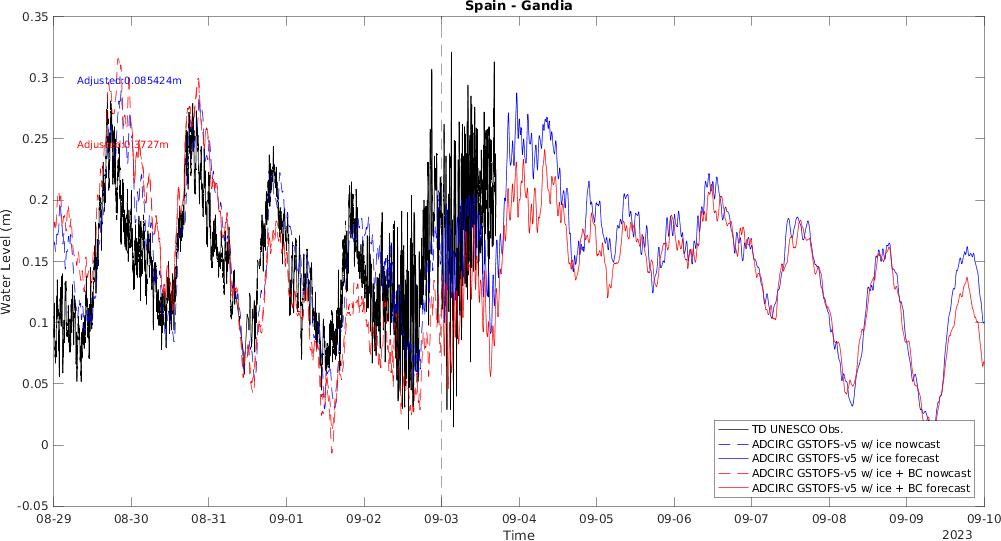 Spain - Gandia
0.35
0.3
0.25
0.2
0.15
0.1
0.05
0
-0.05
Water Level (m)
Adjusted:0.085424m
Adjusted:0.3727m
TD UNESCO Obs.
ADCIRC GSTOFS-v5 w/ ice nowcast
ADCIRC GSTOFS-v5 w/ ice forecast
ADCIRC GSTOFS-v5 w/ ice + BC nowcast
ADCIRC GSTOFS-v5 w/ ice + BC forecast
08-29 08-30 08-31 09-01 09-02 09-03 09-04 09-05 09-06 09-07 09-08 09-09 09-10
Time
2023